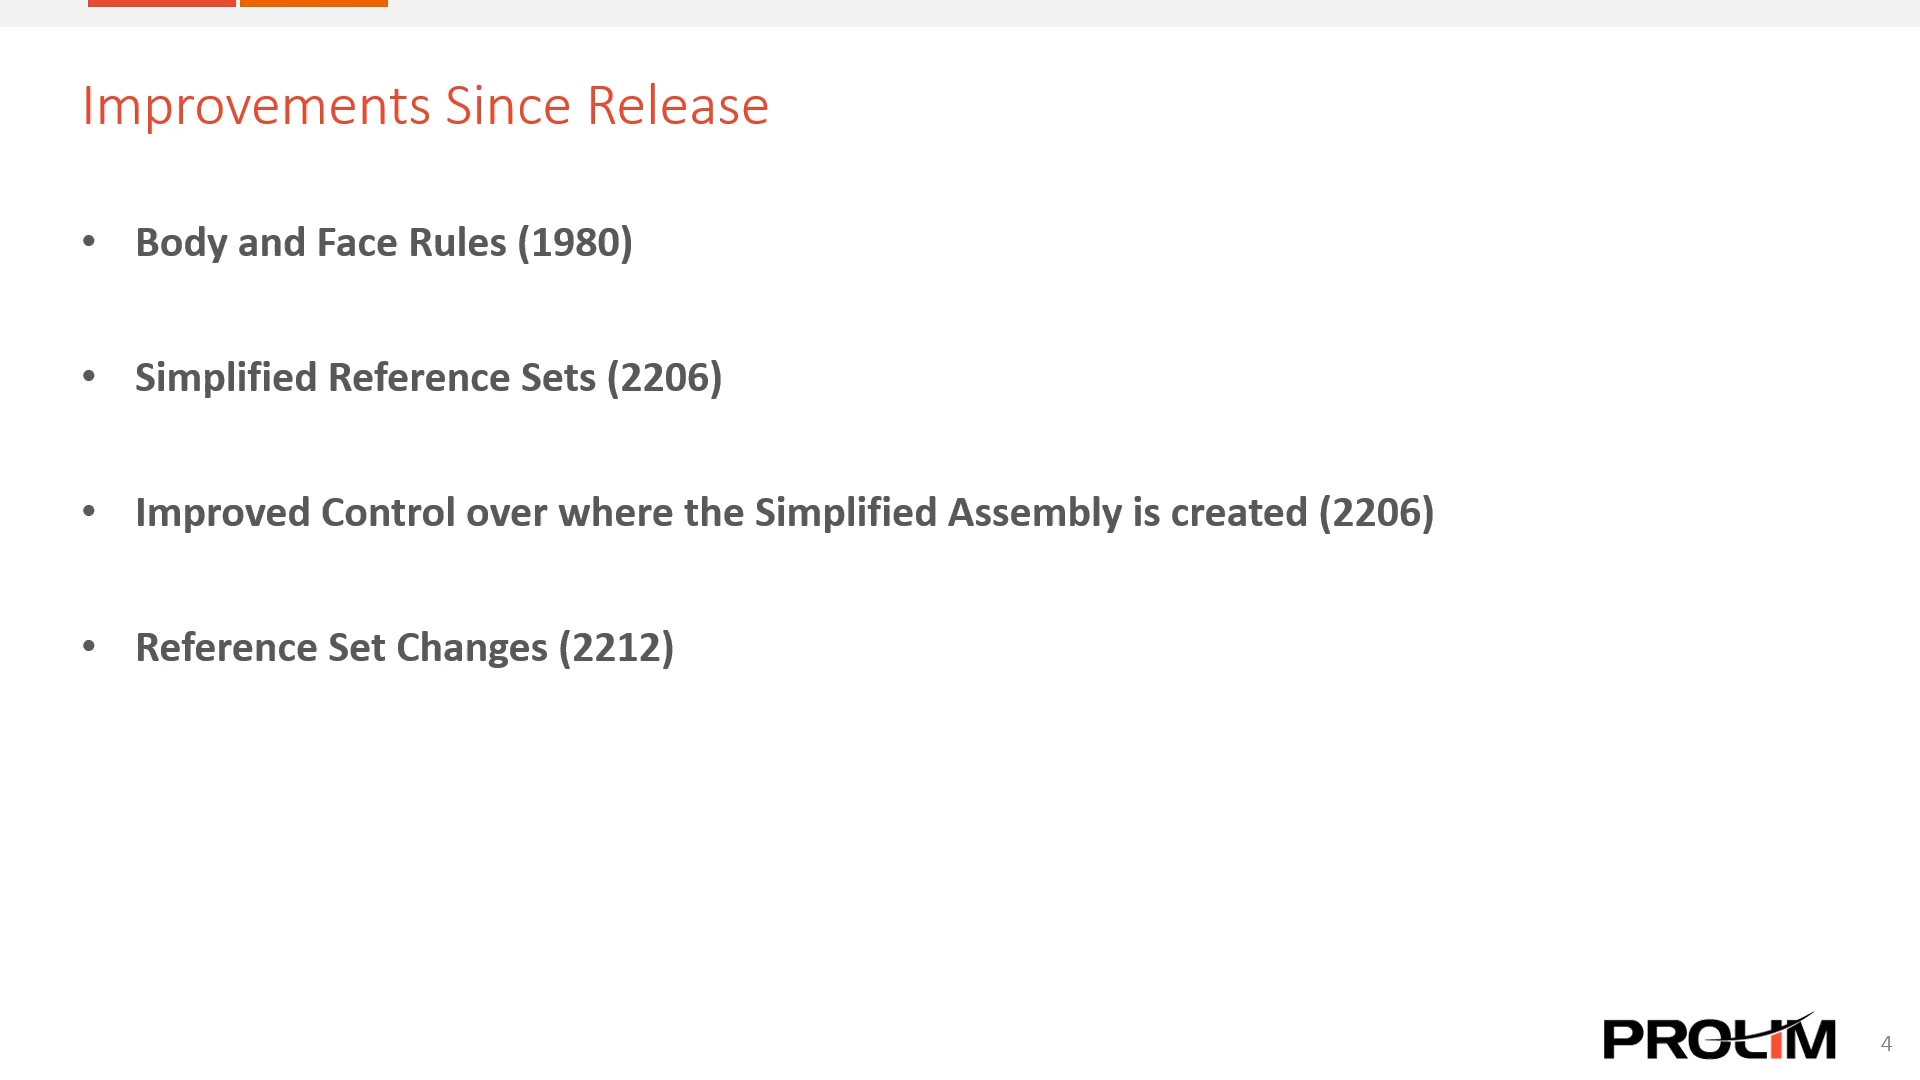 Improvements Since Release
• Body and Face Rules (1980)
• Simplified Reference Sets (2206)
• Improved Control over where the Simplified Assembly is created (2206)
• Reference Set Changes (2212)
PROLIM
4